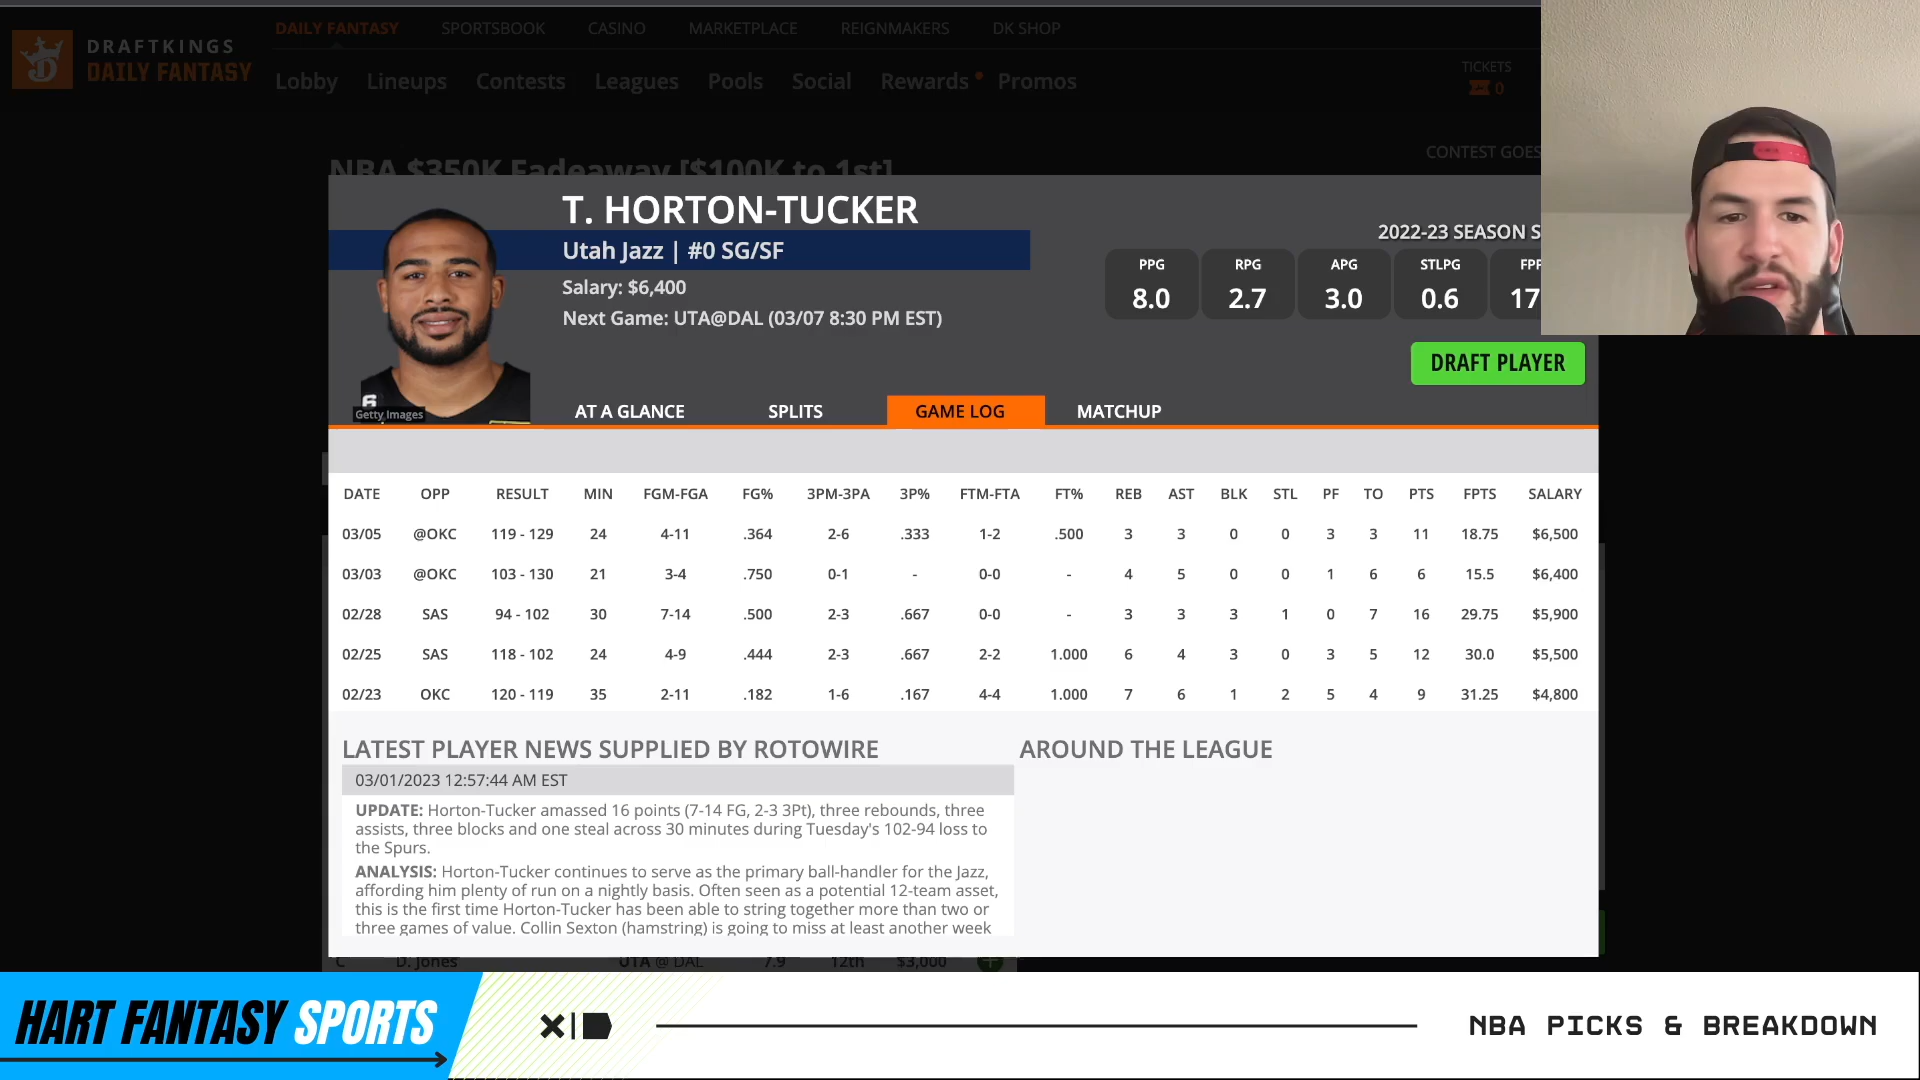 DAILY FANTASY SPORTSBOOK CASINO MARKETPLACE REIGNMAKERS DK SHOP
DRAFTKINGS
DAILY FANTASY
Lobby Lineups Contests Leagues Pools Social Rewards Promos
TICKETS
0
NBA $350K Fadeaway [$100K to 1st]
CONTEST GOES
T. HORTON-TUCKER
Utah Jazz | #0 SG/SF
Salary: $6,400
Next Game: UTA@DAL (03/07 8:30 PM EST)
2022-23 SEASON S
PPG RPG APG STLPG FPP
8.0 2.7 3.0 0.6 17
DRAFT PLAYER
Getty Images
AT A GLANCE SPLITS GAME LOG MATCHUP
DATE OPP RESULT MIN FGM-FGA FG% 3PM-3PA 3P% FTM-FTA FT% REB AST BLK STL PF TO PTS FPTS SALARY
03/05 @OKC 119 - 129 24 4-11 .364 2-6 .333 1-2 .500 3 3 0 0 3 3 11 18.75 $6,500
03/03 @OKC 103 - 130 21 3-4 .750 0-1 - 0-0 - 4 5 0 0 1 6 6 15.5 $6,400
02/28 SAS 94 - 102 30 7-14 .500 2-3 .667 0-0 - 3 3 3 1 0 7 16 29.75 $5,900
02/25 SAS 118 - 102 24 4-9 .444 2-3 .667 2-2 1.000 6 4 3 0 3 5 12 30.0 $5,500
02/23 OKC 120 - 119 35 2-11 .182 1-6 .167 4-4 1.000 7 6 1 2 5 4 9 31.25 $4,800
LATEST PLAYER NEWS SUPPLIED BY ROTOWIRE
AROUND THE LEAGUE
03/01/2023 12:57:44 AM EST
UPDATE: Horton-Tucker amassed 16 points (7-14 FG, 2-3 3Pt), three rebounds, three
assists, three blocks and one steal across 30 minutes during Tuesday's 102-94 loss to
the Spurs.
ANALYSIS: Horton-Tucker continues to serve as the primary ball-handler for the Jazz,
affording him plenty of run on a nightly basis. Often seen as a potential 12-team asset,
this is the first time Horton-Tucker has been able to string together more than two or
three games of value. Collin Sexton (hamstring) is going to miss at least another week
C D. Jones UTA @ DAL 7.9 12th $3,000
HART FANTASY SPORTS
NBA PICKS & BREAKDOWN